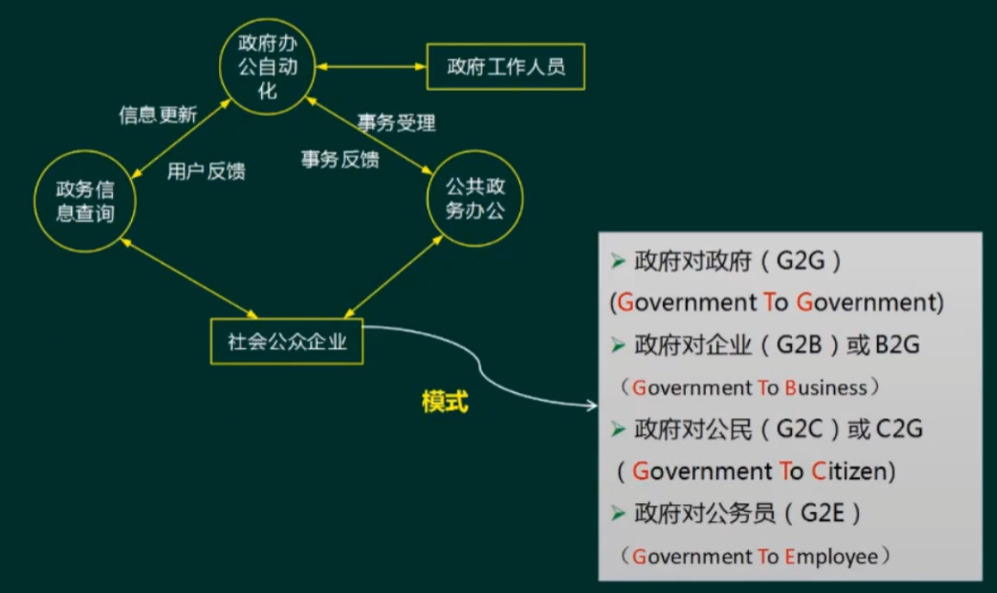 政府办
公自动
化
政府工作人员
信息更新
事务受理
用户反馈
事务反馈
政务信
息查询
公共政
务办公
社会公众企业
模式
政府对政府（G2G）
(Government To Government)
政府对企业（G2B）或B2G
（Government To Business）
政府对公民（G2C）或C2G
（Government To Citizen)
政府对公务员（G2E）
（Government To Employee）